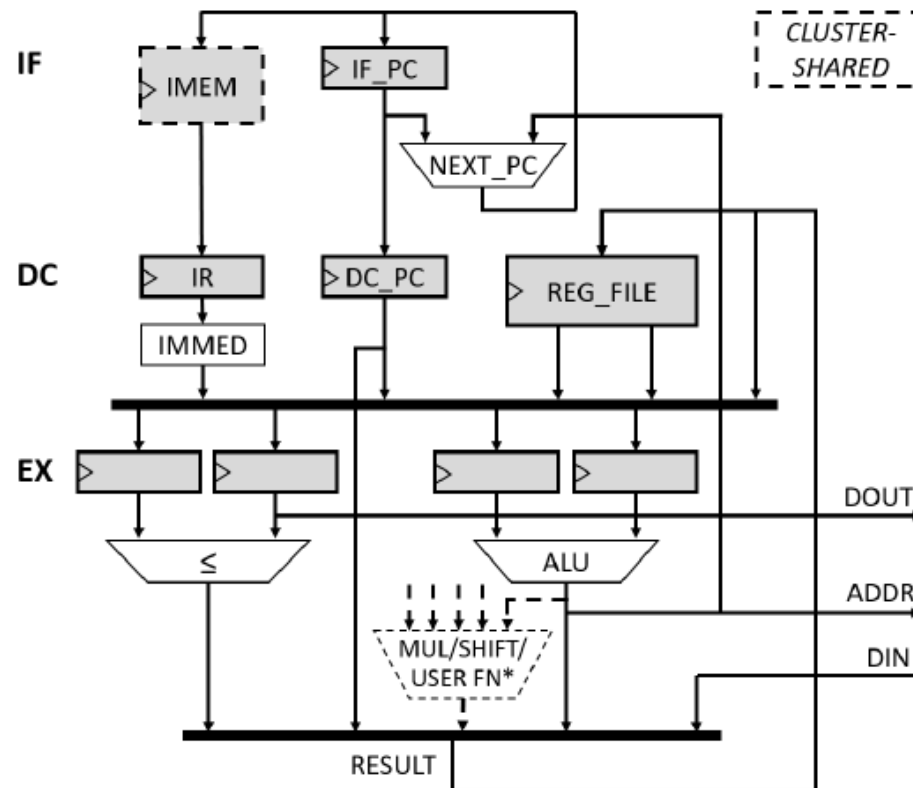 IF
IMEM
IF_PC
CLUSTER-
SHARED
NEXT_PC
DC
IR
DC_PC
REG_FILE
IMMED
EX
DOUT
≤
ALU
ADDR
MUL/SHIFT/
USER FN*
DIN
RESULT